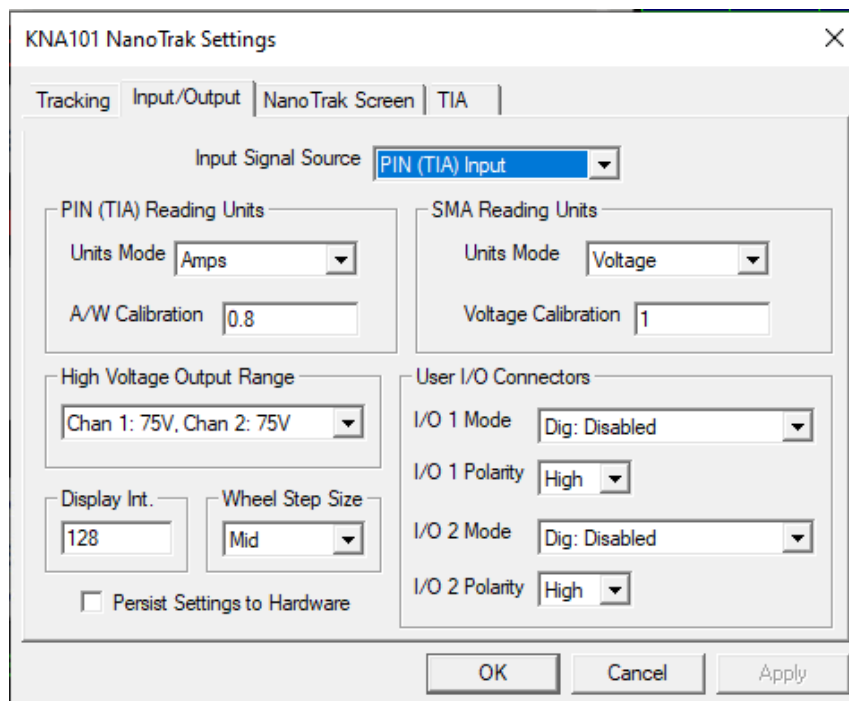 KNA101 NanoTrak Settings
Tracking Input/Output NanoTrak Screen TIA
Input Signal Source PIN (TIA) Input
PIN (TIA) Reading Units
Units Mode Amps
A/W Calibration 0.8
SMA Reading Units
Units Mode Voltage
Voltage Calibration 1
High Voltage Output Range
Chan 1: 75V, Chan 2: 75V
Display Int.
128
Wheel Step Size
Mid
Persist Settings to Hardware
User I/O Connectors
I/O 1 Mode Dig: Disabled
I/O 1 Polarity High
I/O 2 Mode Dig: Disabled
I/O 2 Polarity High
OK Cancel Apply